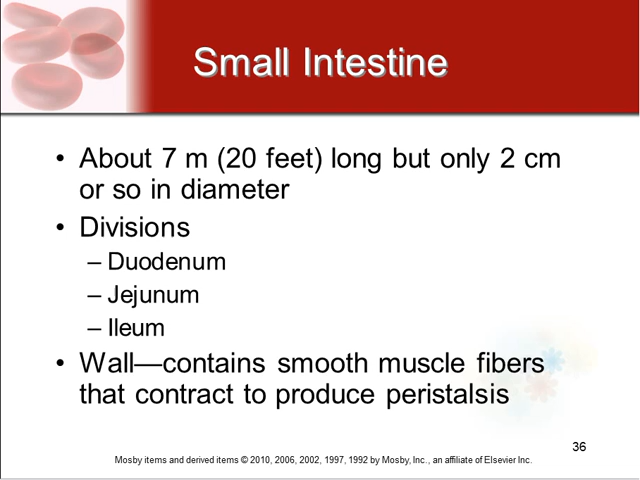 Small Intestine
• About 7 m (20 feet) long but only 2 cm
or so in diameter
• Divisions
– Duodenum
– Jejunum
– Ileum
• Wall—contains smooth muscle fibers
that contract to produce peristalsis
36
Mosby items and derived items © 2010, 2006, 2002, 1997, 1992 by Mosby, Inc., an affiliate of Elsevier Inc.